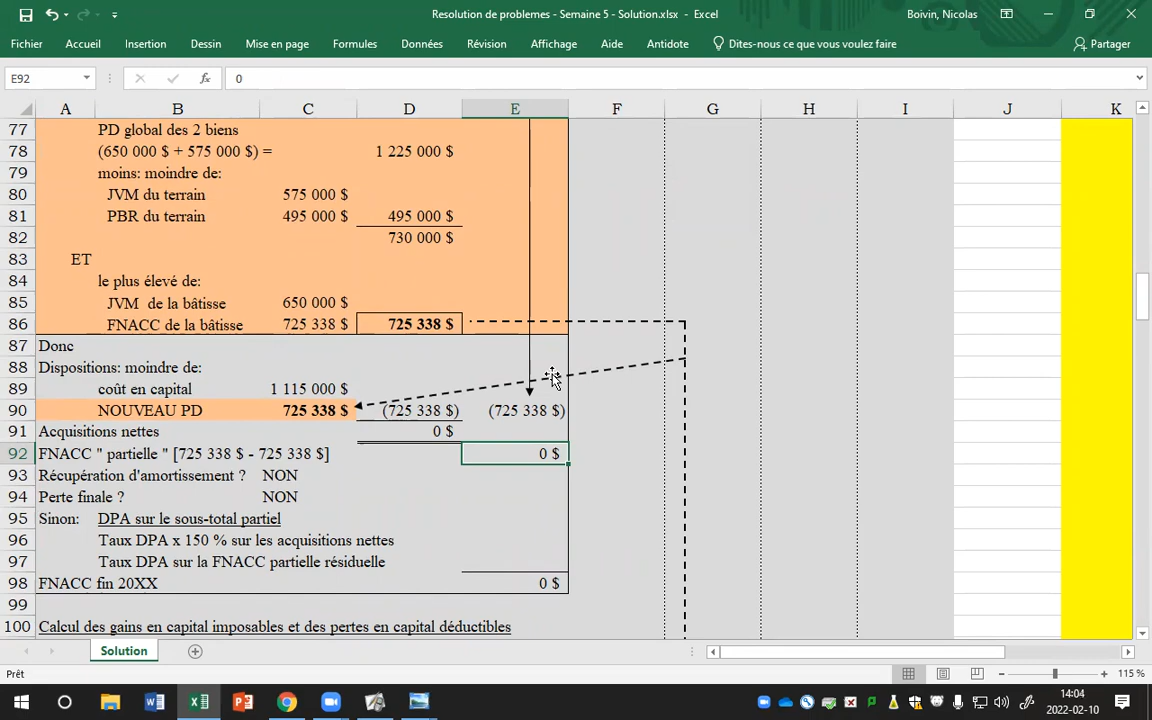 Resolution de problemes - Semaine 5 - Solution.xlsx - Excel
Boivin, Nicolas
Fichier Accueil Insertion Dessin Mise en page Formules Données Révision Affichage Aide Antidote Dites-nous ce que vous voulez faire Partager
E92 fx 0
A B C D E F G H I J K
77 PD global des 2 biens
78 (650 000 $ + 575 000 $) = 1 225 000 $
79 moins: moindre de:
80 JVM du terrain 575 000 $
81 PBR du terrain 495 000 $ 495 000 $
82 730 000 $
83 ET
84 le plus élevé de:
85 JVM de la bâtisse 650 000 $
86 FNACC de la bâtisse 725 338 $ 725 338 $
87 Donc
88 Dispositions: moindre de:
89 coût en capital 1 115 000 $
90 NOUVEAU PD 725 338 $ (725 338 $) (725 338 $)
91 Acquisitions nettes 0 $
92 FNACC " partielle " [725 338 $ - 725 338 $] 0 $
93 Récupération d'amortissement ? NON
94 Perte finale ? NON
95 Sinon: DPA sur le sous-total partiel
96 Taux DPA x 150 % sur les acquisitions nettes
97 Taux DPA sur la FNACC partielle résiduelle
98 FNACC fin 20XX 0 $
99
100 Calcul des gains en capital imposables et des pertes en capital déductibles
Solution
Prêt 115 %
14:04
2022-02-10